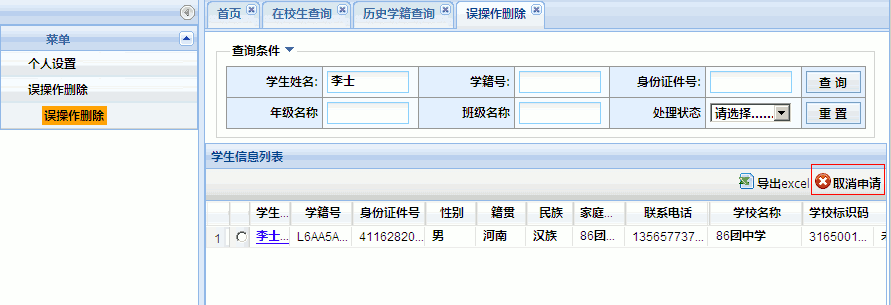 首页 在校生查询 历史学籍查询 误操作删除
菜单
个人设置
误操作删除
误操作删除
查询条件
学生姓名: 李士 学籍号: 身份证件号: 查 询
年级名称 班级名称 处理状态 请选择...... 重 置
学生信息列表
导出excel 取消申请
学生... 学籍号 身份证件号 性别 籍贯 民族 家庭... 联系电话 学校名称 学校标识码
1 李士... L6AA5A... 41162820... 男 河南 汉族 86团... 135657737... 86团中学 3165001...